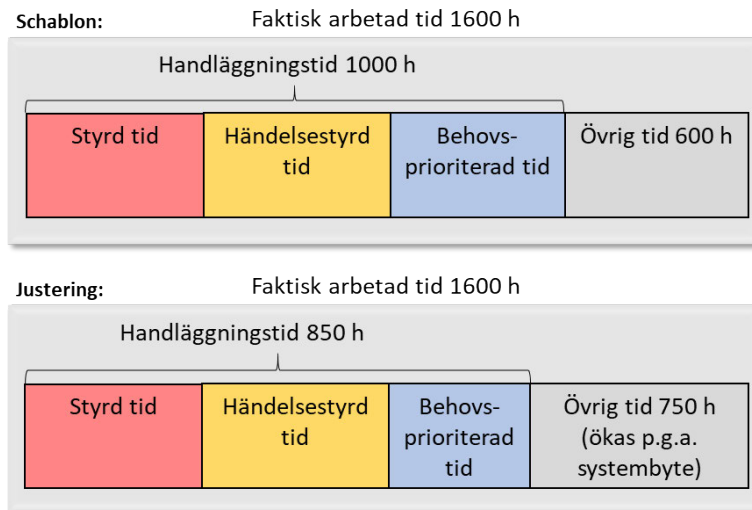 Schablon:
Faktisk arbetad tid 1600 h
Handläggningstid 1000 h
Styrd tid
Händelsestyrd
tid
Behovs-
prioriterad tid
Övrig tid 600 h
Justering:
Faktisk arbetad tid 1600 h
Handläggningstid 850 h
Styrd tid
Händelsestyrd
tid
Behovs-
prioriterad
tid
Övrig tid 750 h
(ökas p.g.a.
systembyte)